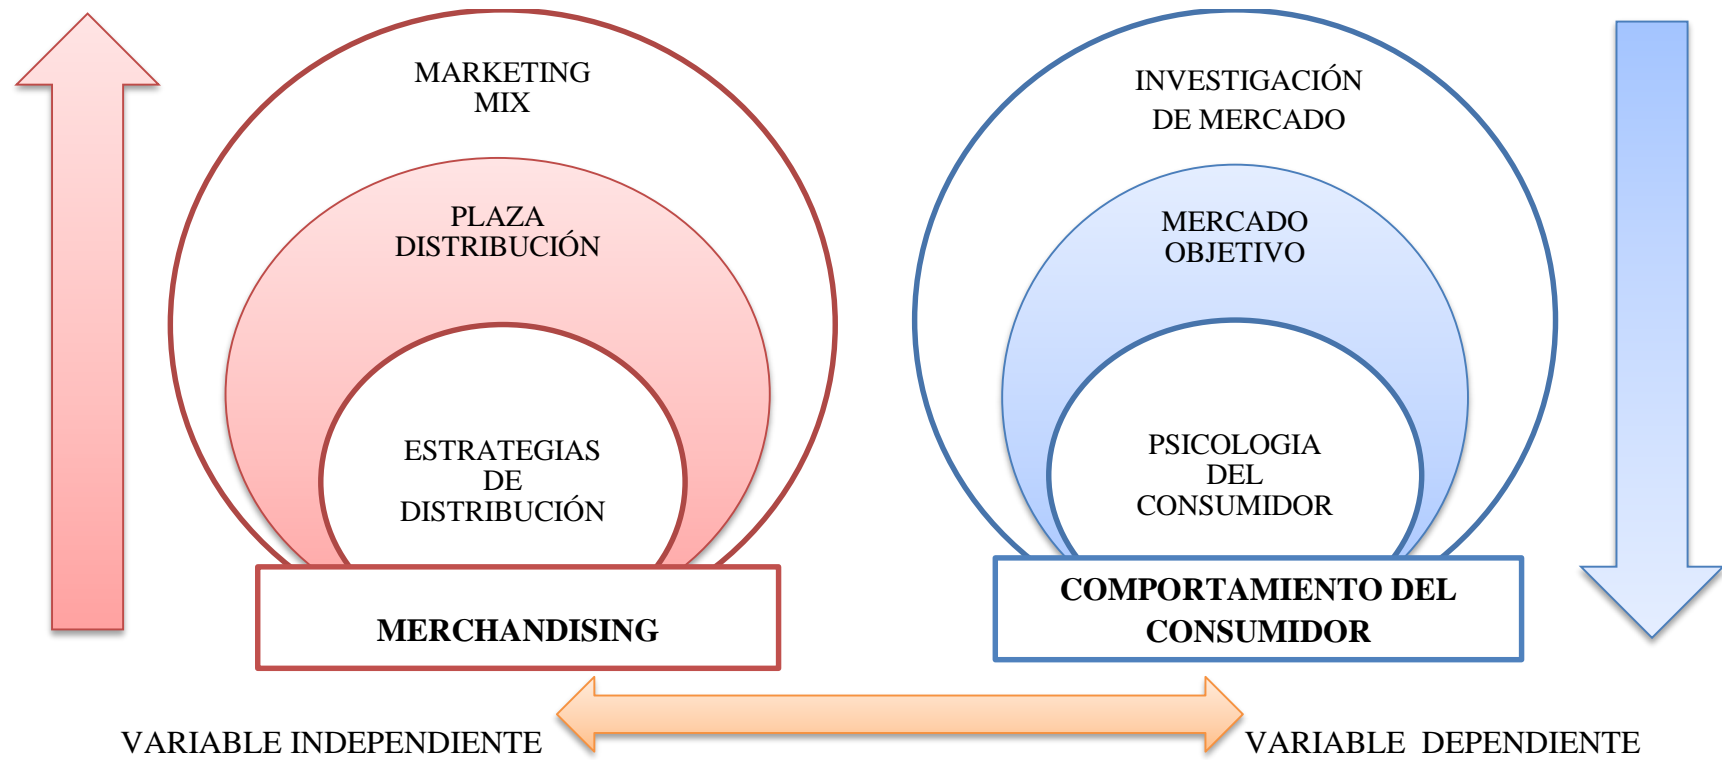 MARKETING
MIX
PLAZA
DISTRIBUCIÓN
ESTRATEGIAS
DE
DISTRIBUCIÓN
MERCHANDISING
INVESTIGACIÓN
DE MERCADO
MERCADO
OBJETIVO
PSICOLOGIA
DEL
CONSUMIDOR
COMPORTAMIENTO DEL
CONSUMIDOR
VARIABLE INDEPENDIENTE
VARIABLE DEPENDIENTE